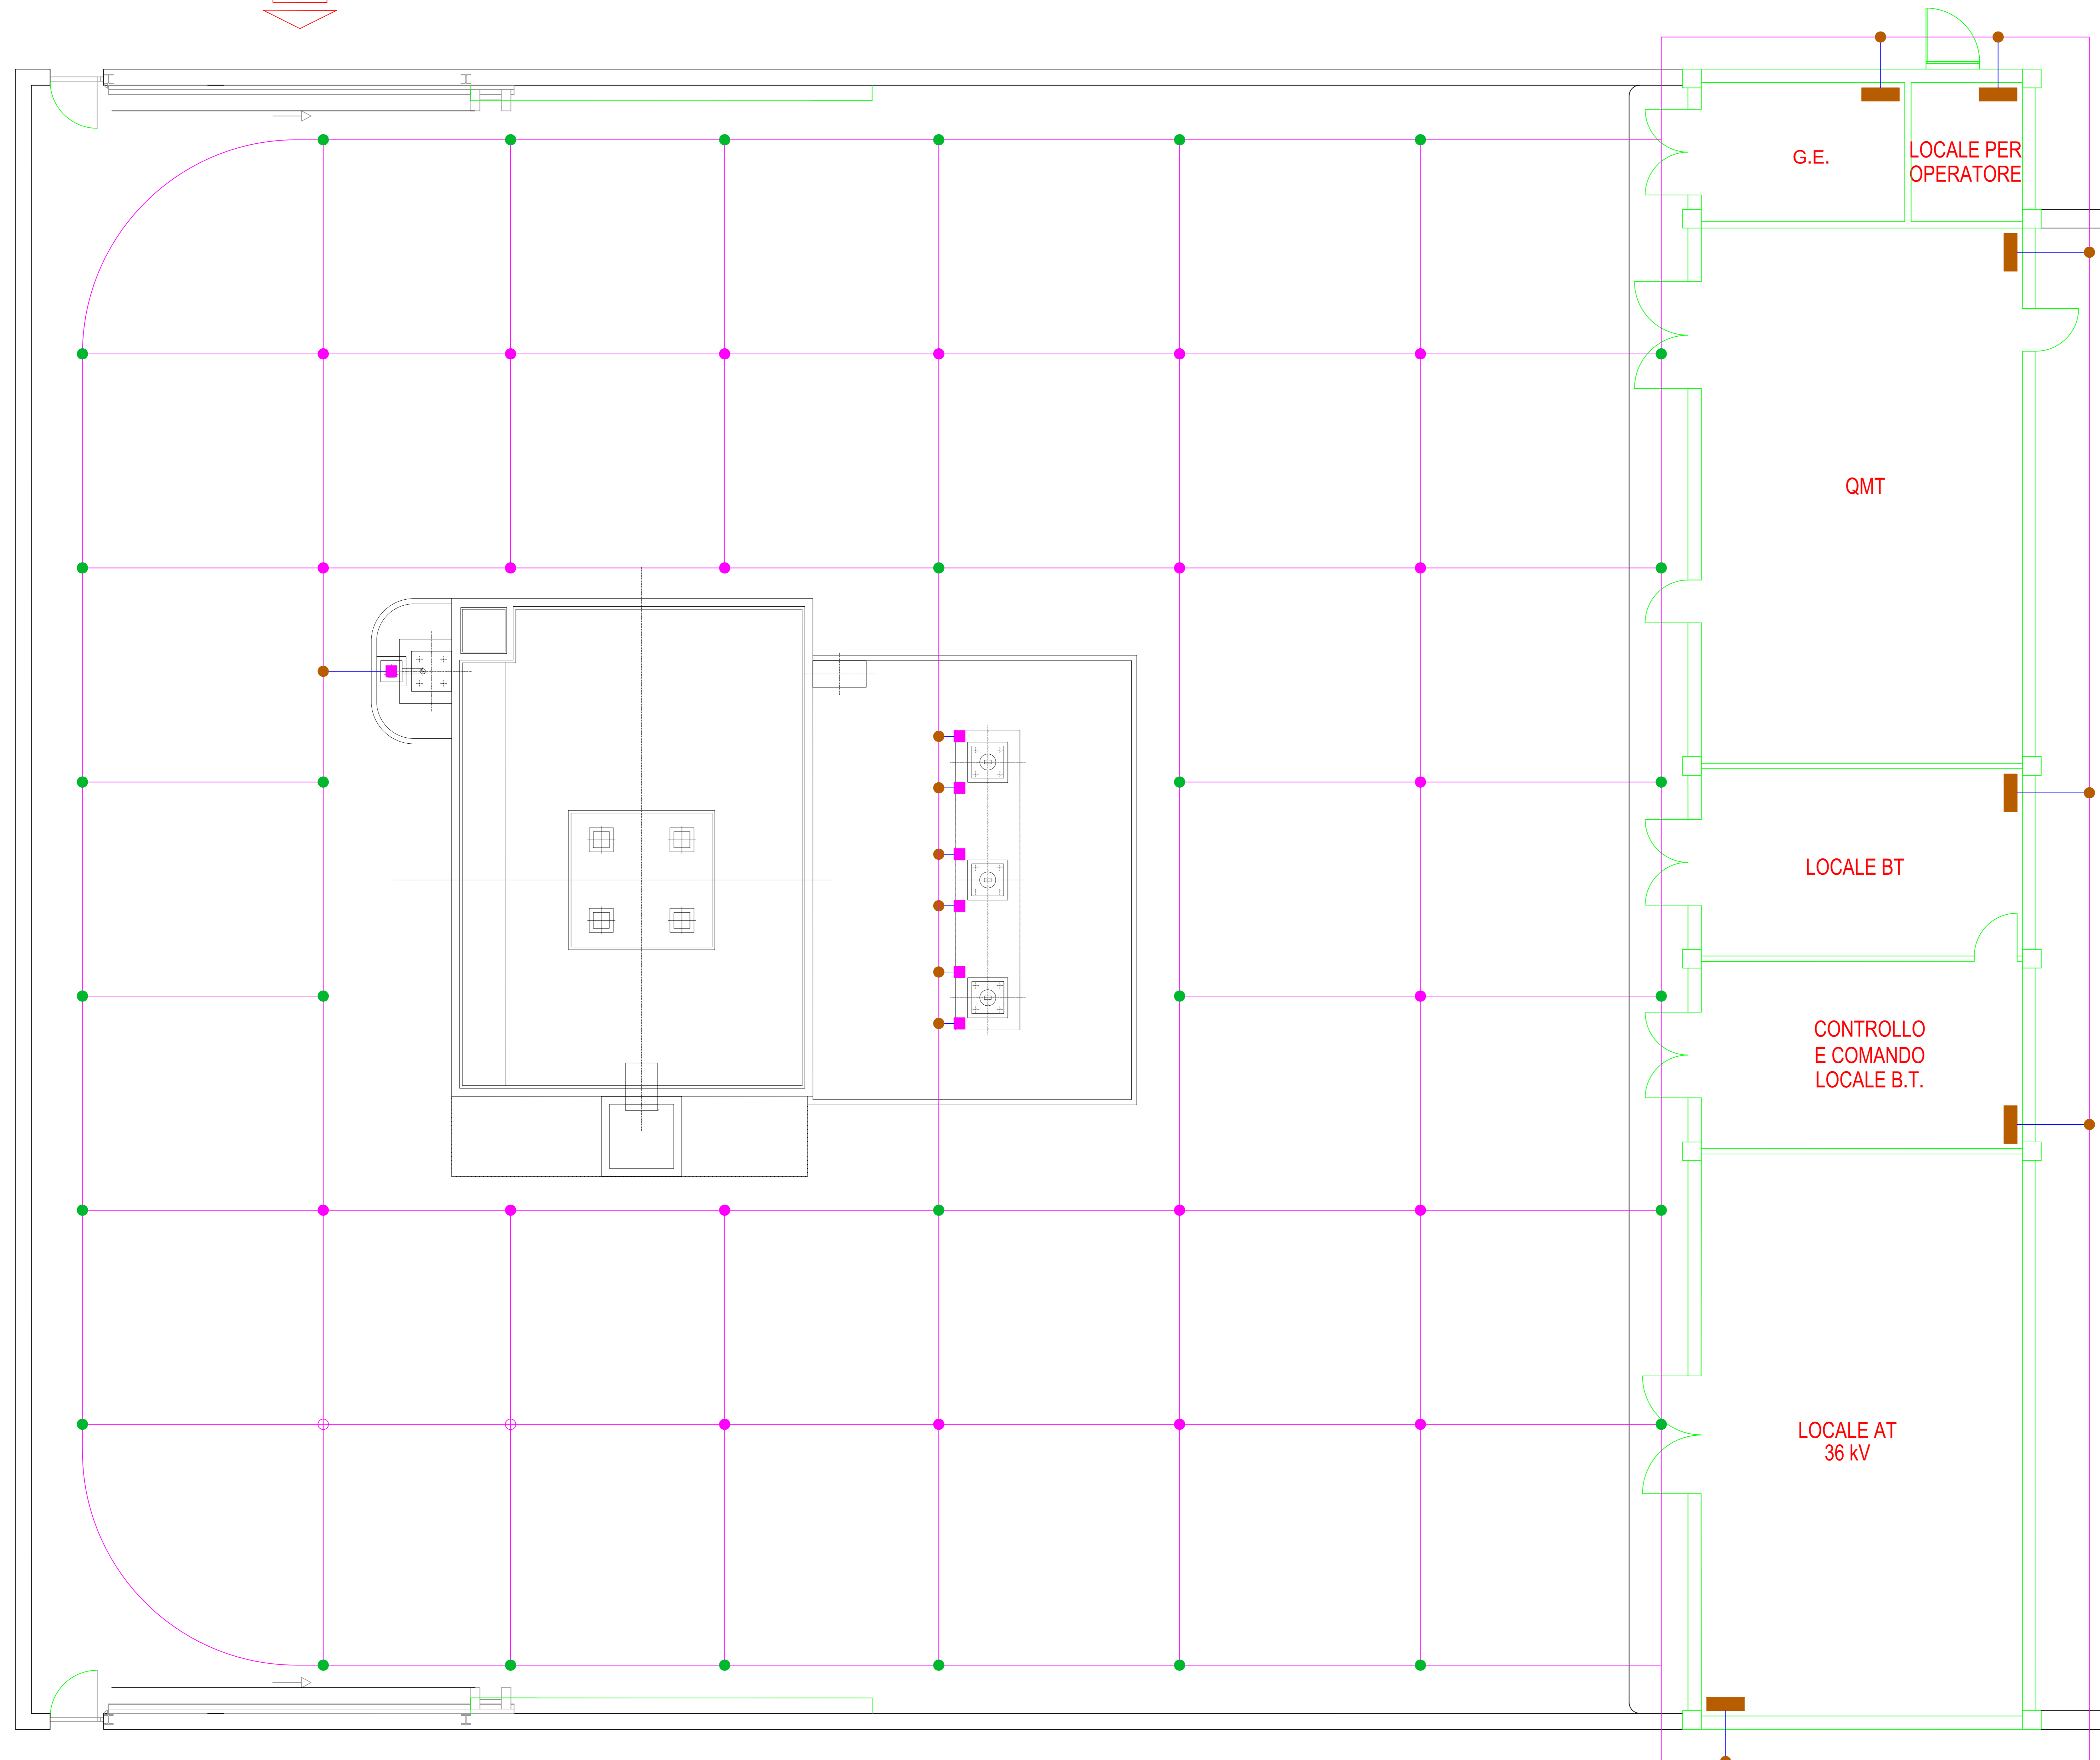 G.E.
LOCALE PER
OPERATORE
QMT
LOCALE BT
CONTROLLO
E COMANDO
LOCALE B.T.
LOCALE AT
36 kV